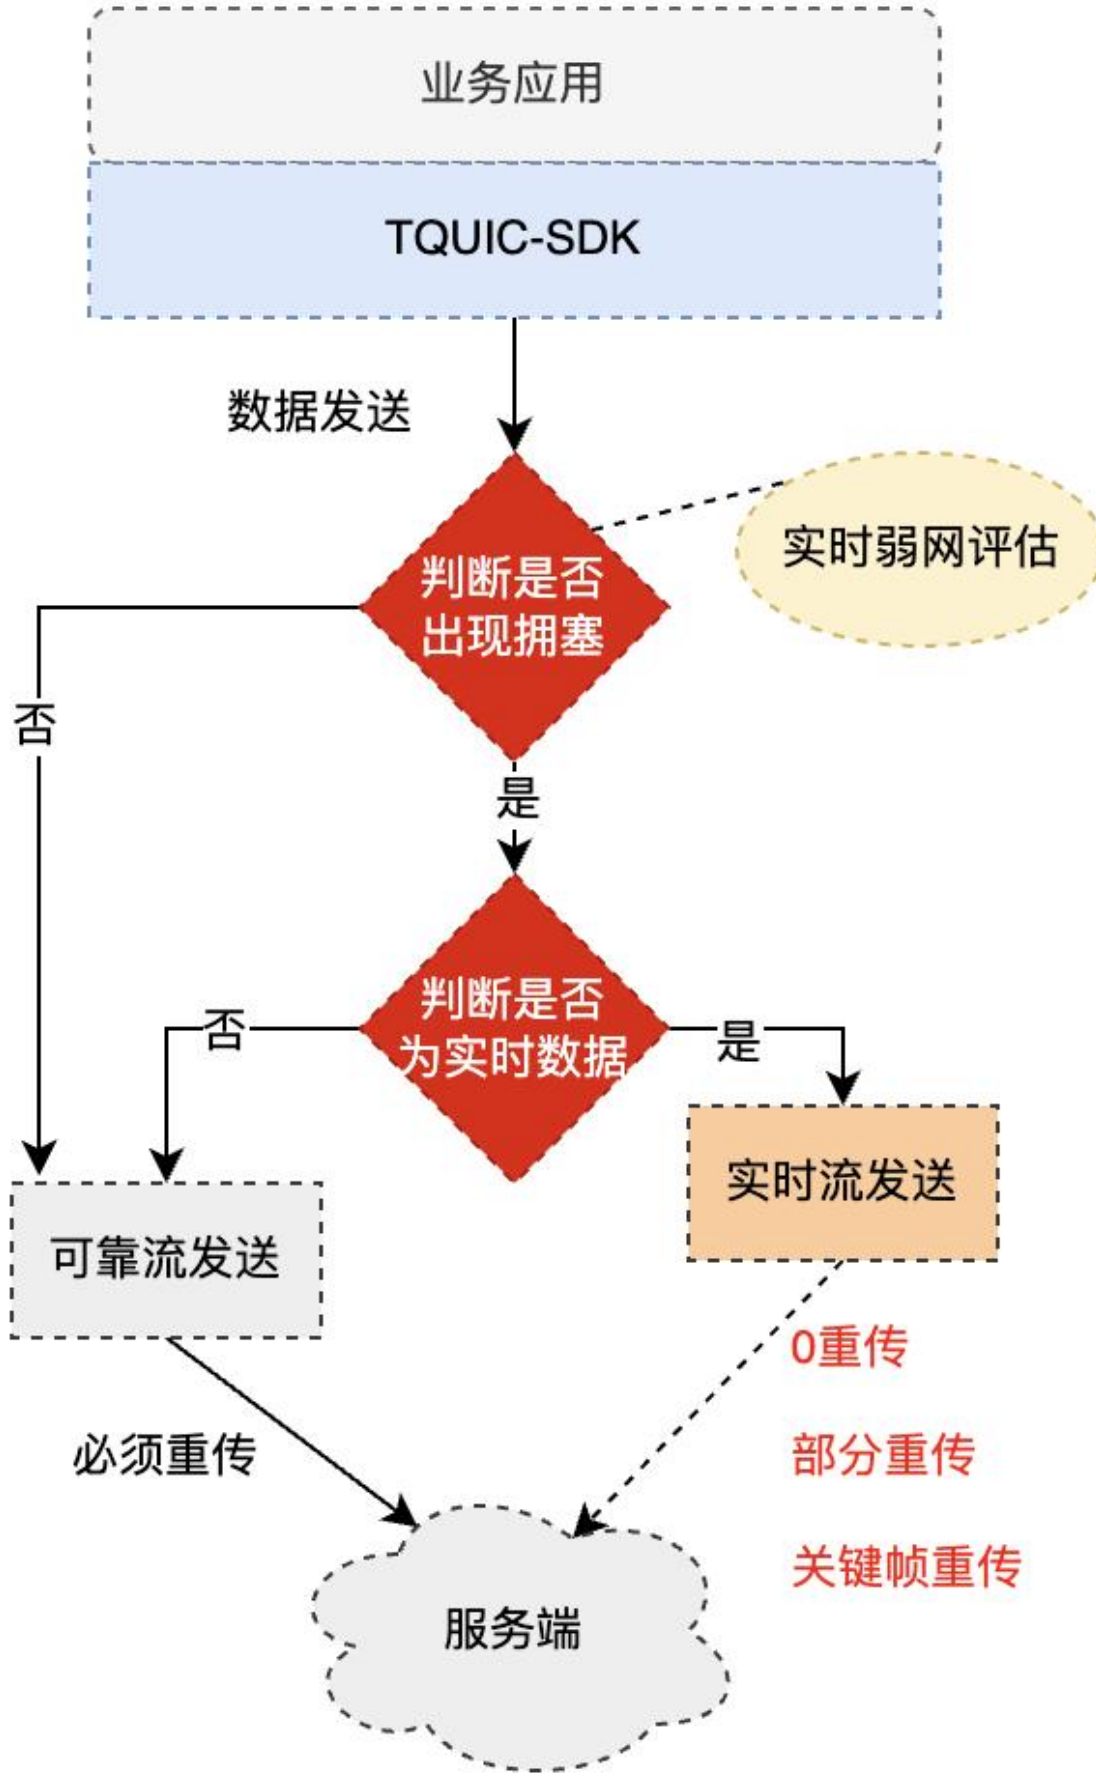 业务应用
TQUIC-SDK
数据发送
实时弱网评估
判断是否
出现拥塞
否
是
判断是否
为实时数据
否
是
实时流发送
可靠流发送
0重传
必须重传
部分重传
关键帧重传
服务端